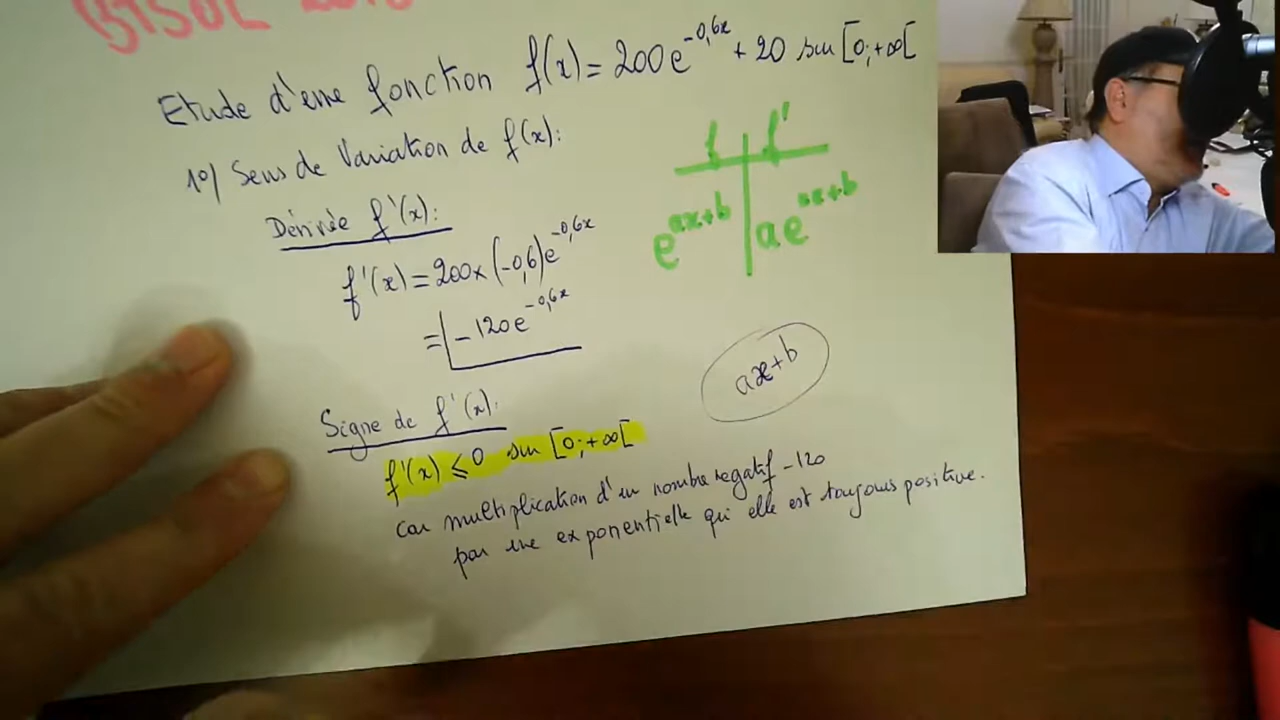 Etude d'une fonction f(x) = 200e^{-0,6x} + 20 sur [0;+∞[
1°/ Sens de Variation de f(x):
Dérivée f'(x):
f'(x) = 200x (-0,6)e^{-0,6x}
= -120e^{-0,6x}
f | f'
e^{ax+b} | ae^{ax+b}
ax+b
Signe de f'(x):
f'(x) ≤ 0 sur [0;+∞[
car multiplication d'un nombre negatif -120
par une exponentielle qui elle est toujours positive.